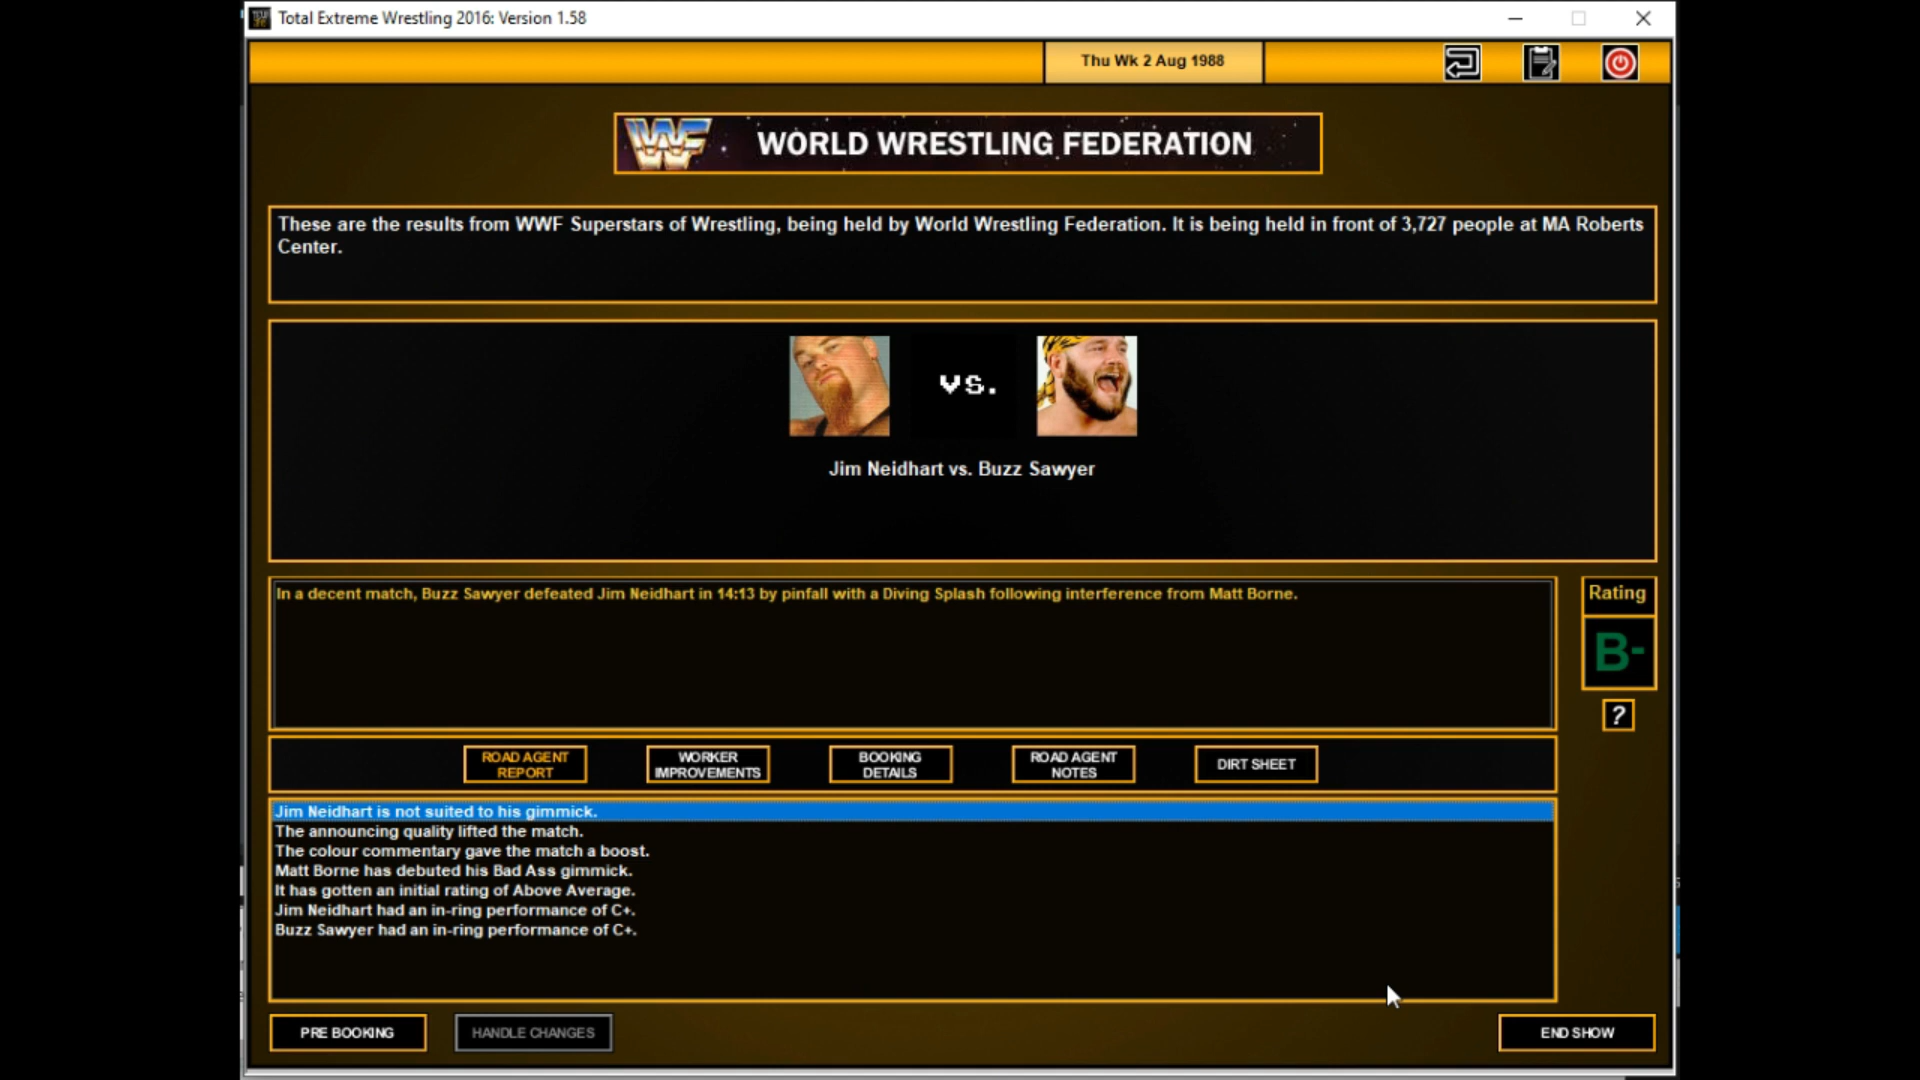 Total Extreme Wrestling 2016: Version 1.58
Thu Wk 2 Aug 1988
WF WORLD WRESTLING FEDERATION
These are the results from WWF Superstars of Wrestling, being held by World Wrestling Federation. It is being held in front of 3,727 people at MA Roberts
Center.
vs.
Jim Neidhart vs. Buzz Sawyer
In a decent match, Buzz Sawyer defeated Jim Neidhart in 14:13 by pinfall with a Diving Splash following interference from Matt Borne.
Rating
B-
?
ROAD AGENT
REPORT
WORKER
IMPROVEMENTS
BOOKING
DETAILS
ROAD AGENT
NOTES
DIRT SHEET
Jim Neidhart is not suited to his gimmick.
The announcing quality lifted the match.
The colour commentary gave the match a boost.
Matt Borne has debuted his Bad Ass gimmick.
It has gotten an initial rating of Above Average.
Jim Neidhart had an in-ring performance of C+.
Buzz Sawyer had an in-ring performance of C+.
PRE BOOKING
HANDLE CHANGES
END SHOW